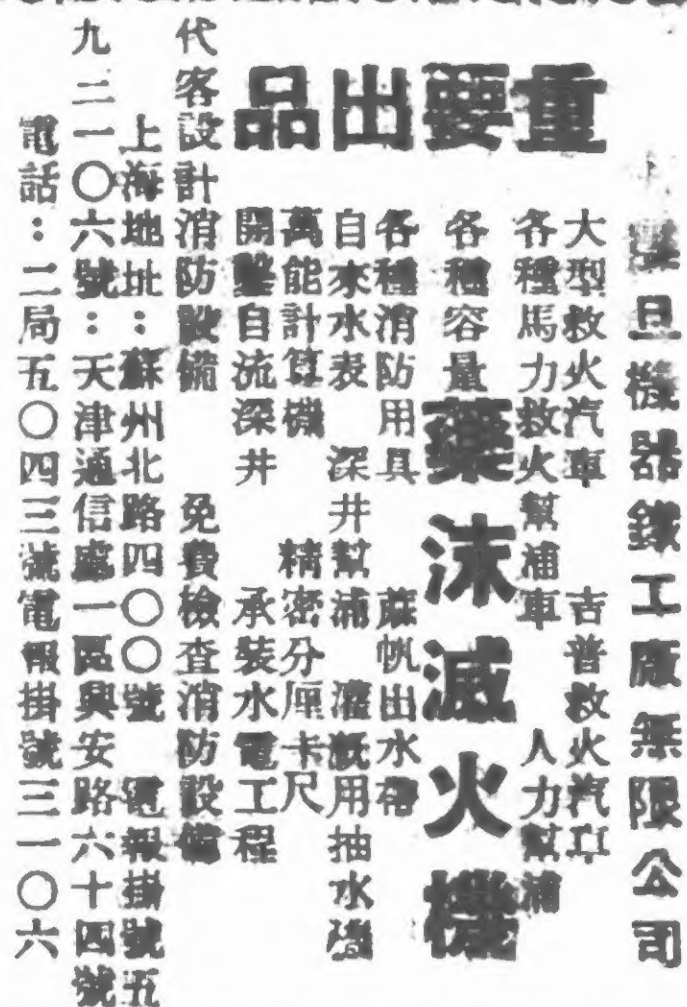 旦機器鐵工廠無限公司
重要出品
大型救火汽車　吉普救火汽車
各種馬力救火幫浦車　人力幫浦
各種容量藥沫滅火機
各種消防用具　蔴帆出水帶
自來水表　深井幫浦　灌溉用抽水機
萬能計算機　精密分厘卡尺
開鑿自流深井　承裝水電工程
代客設計消防設備　免費檢查消防設備
上海地址：蘇州北路四〇〇號　電報掛號五
九二一〇六號：天津通信處一區興安路六十四號
電話：二局五〇四三號電報掛號三一〇六